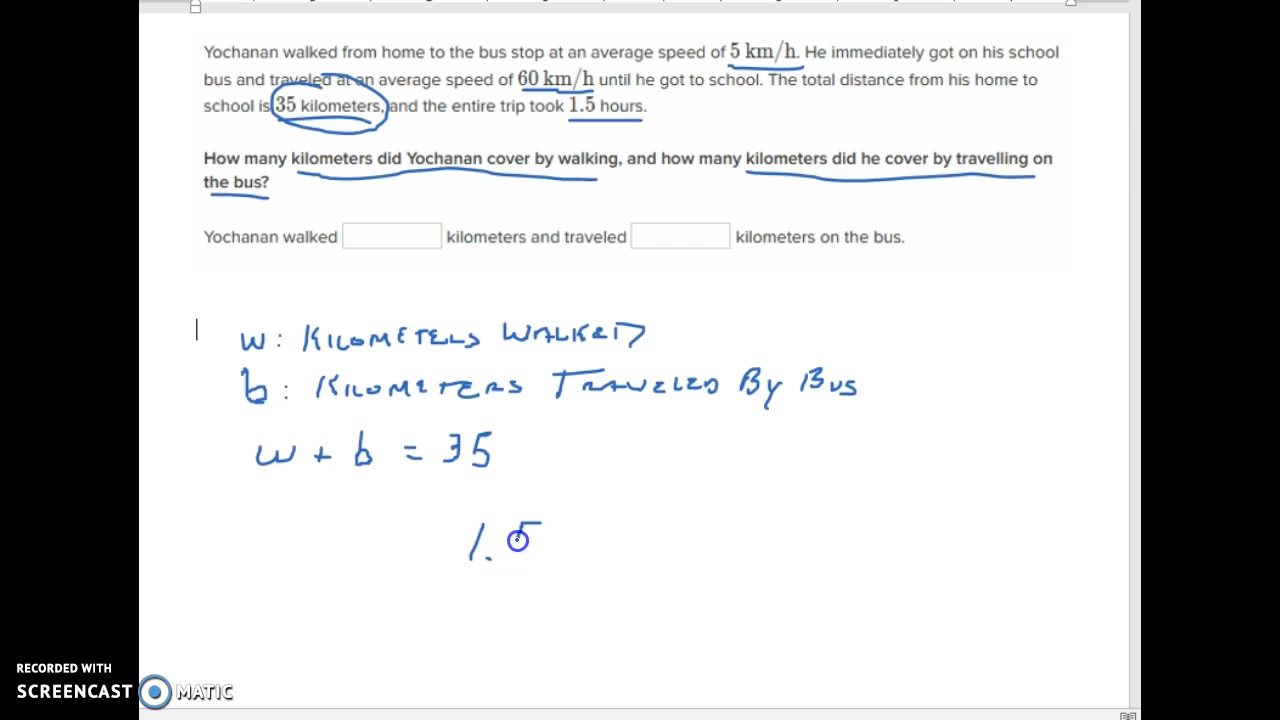 Yochanan walked from home to the bus stop at an average speed of 5 km/h. He immediately got on his school
bus and traveled at an average speed of 60 km/h until he got to school. The total distance from his home to
school is 35 kilometers, and the entire trip took 1.5 hours.
How many kilometers did Yochanan cover by walking, and how many kilometers did he cover by travelling on
the bus?
Yochanan walked kilometers and traveled kilometers on the bus.
w: KILOMETERS WALKED
b: KILOMETERS TRAVELED BY BUS
w + b = 35
1.5
RECORDED WITH
SCREENCAST MATIC